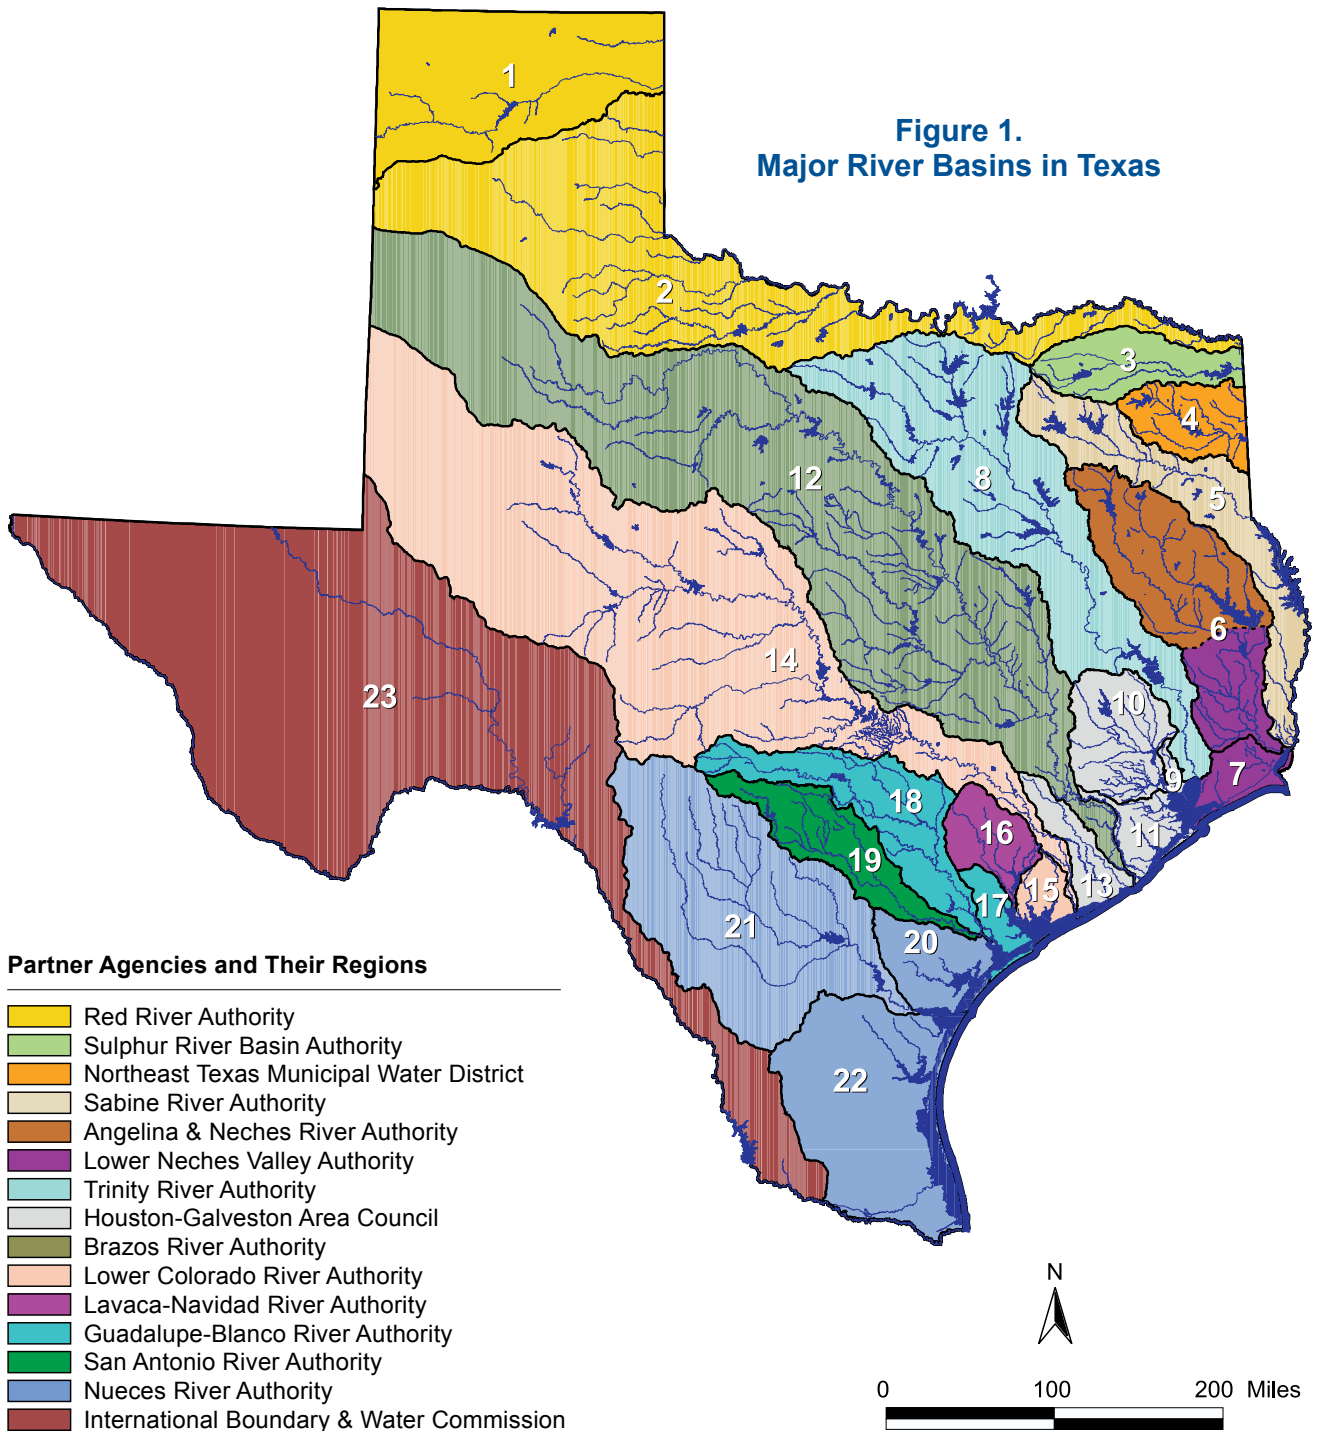 1
Figure 1.
Major River Basins in Texas
2
3
4
12
8
5
6
14
23
10
9
7
18
16
11
19
15
13
17
21
20
22
Partner Agencies and Their Regions
Red River Authority
Sulphur River Basin Authority
Northeast Texas Municipal Water District
Sabine River Authority
Angelina & Neches River Authority
Lower Neches Valley Authority
Trinity River Authority
Houston-Galveston Area Council
Brazos River Authority
Lower Colorado River Authority
Lavaca-Navidad River Authority
Guadalupe-Blanco River Authority
San Antonio River Authority
Nueces River Authority
International Boundary & Water Commission
N
0 100 200 Miles